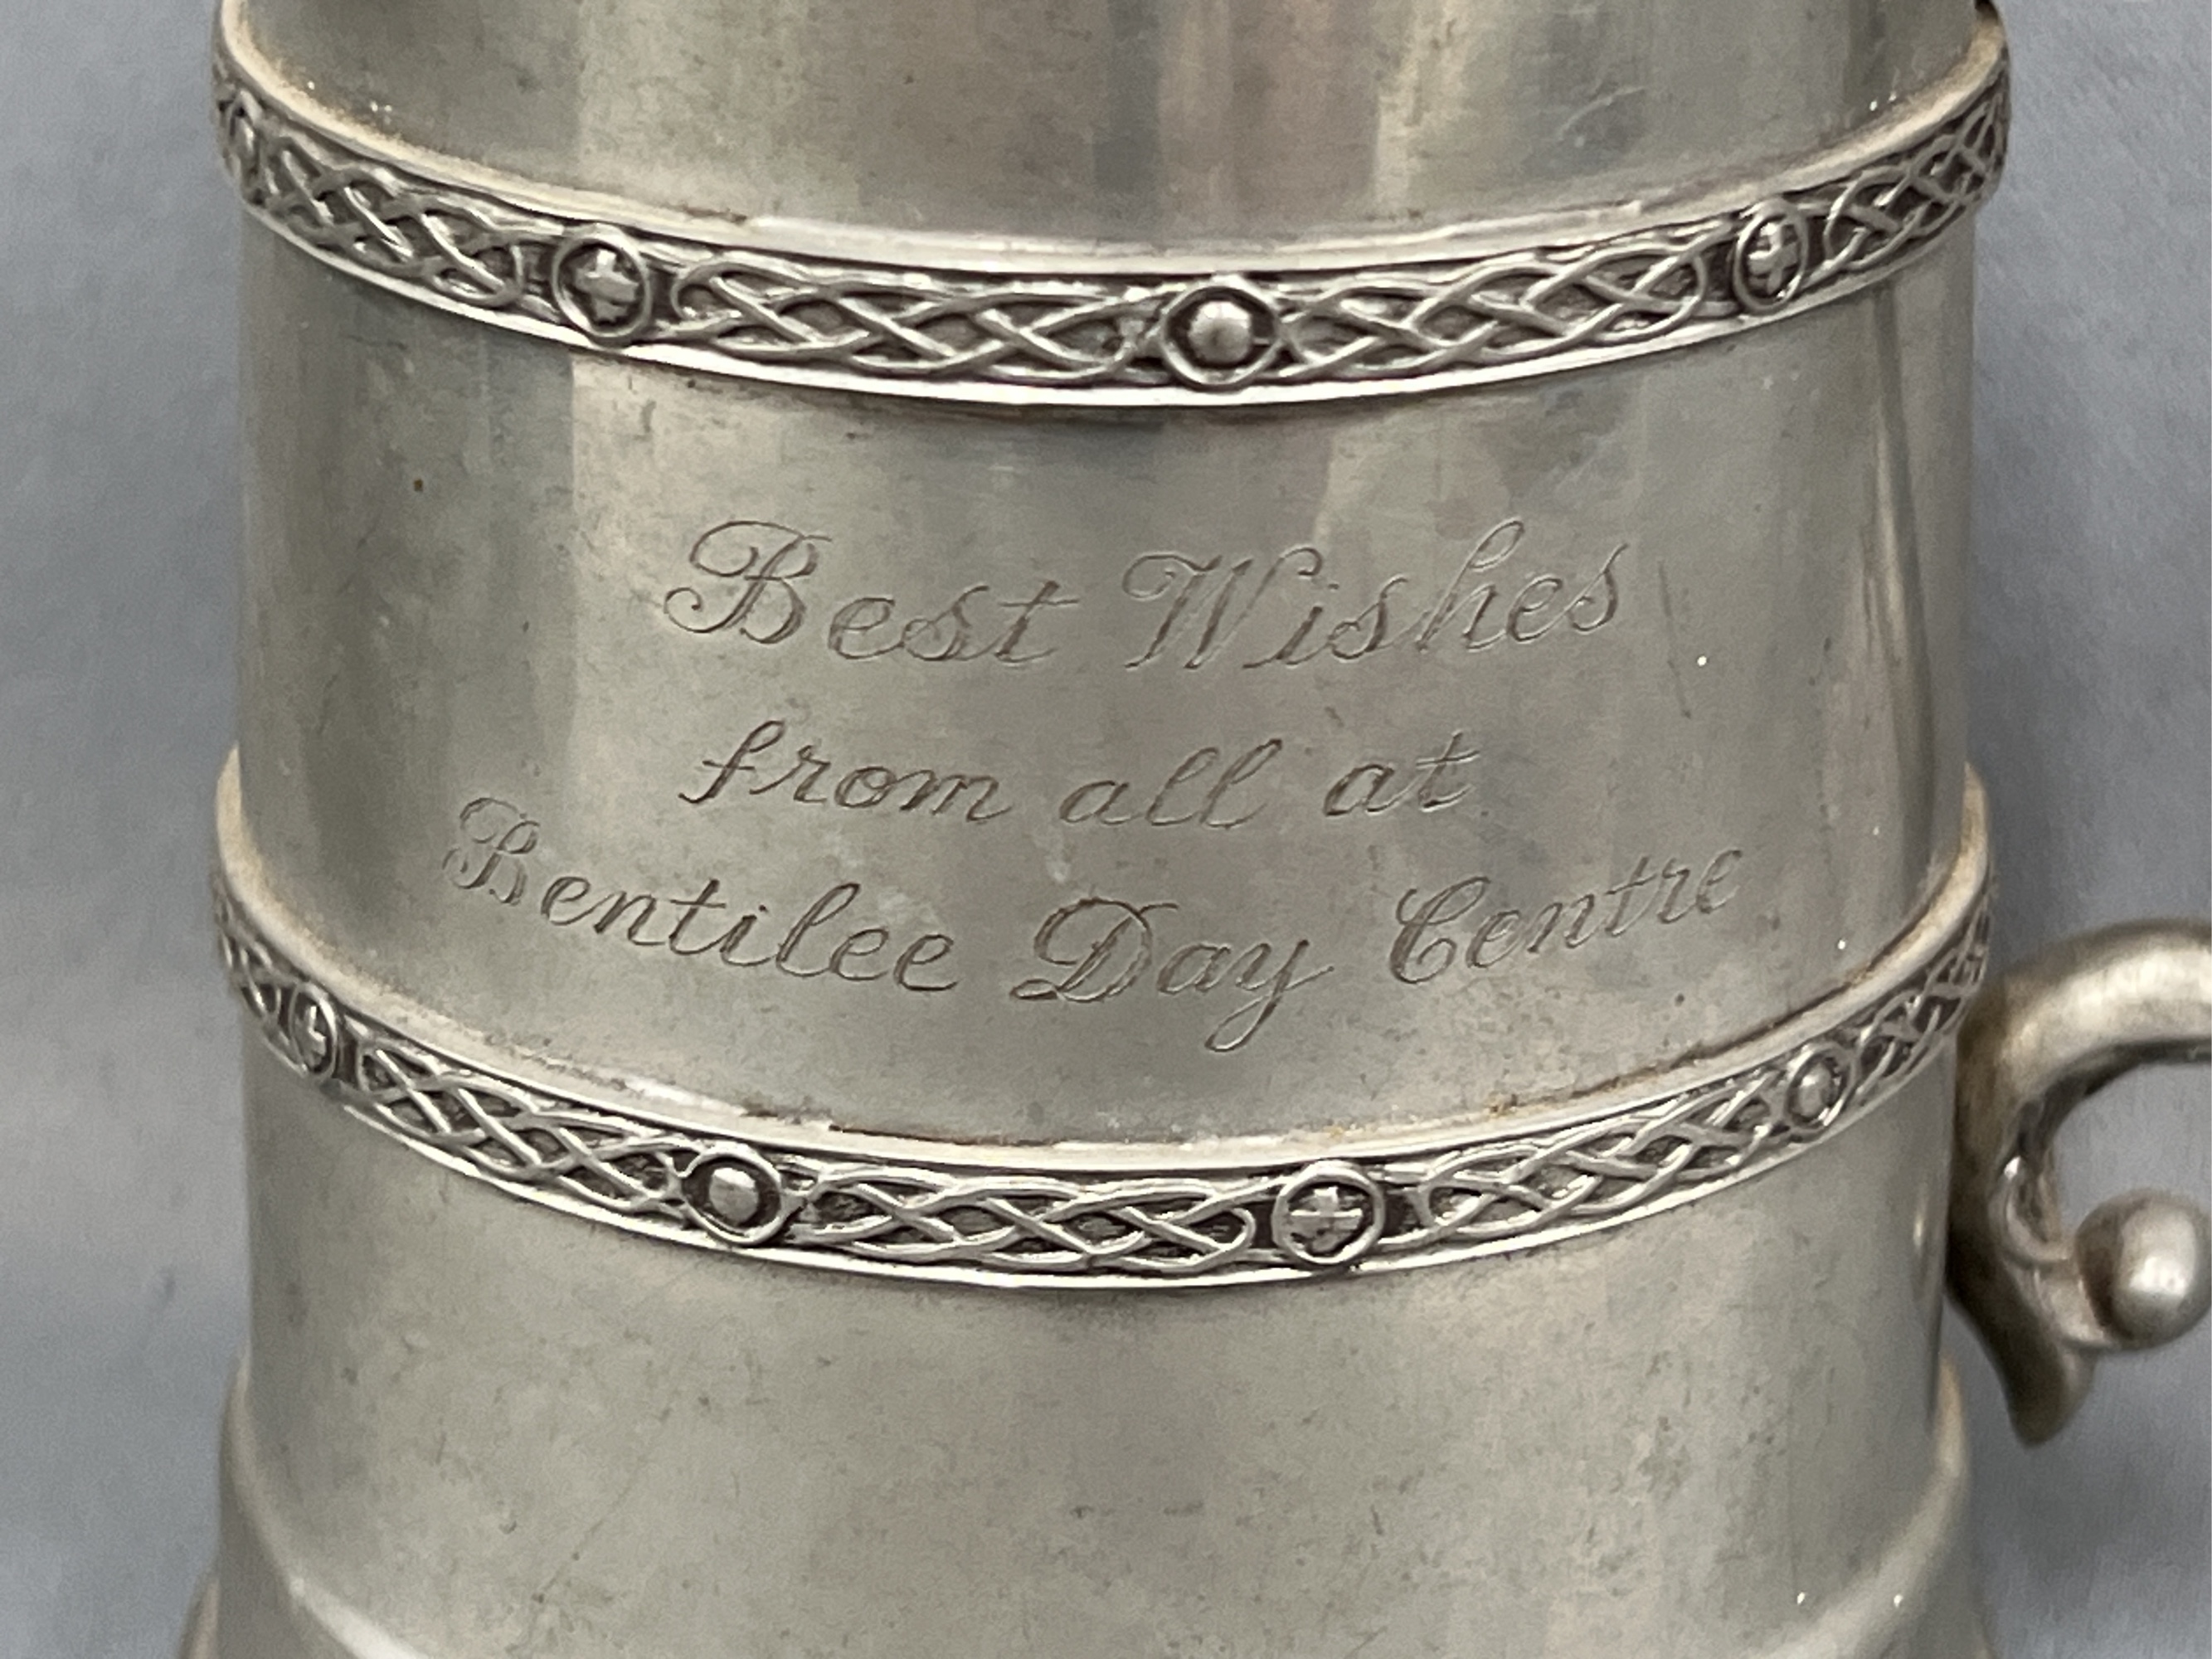 Best Wishes
from all at
Bentilee Day Centre